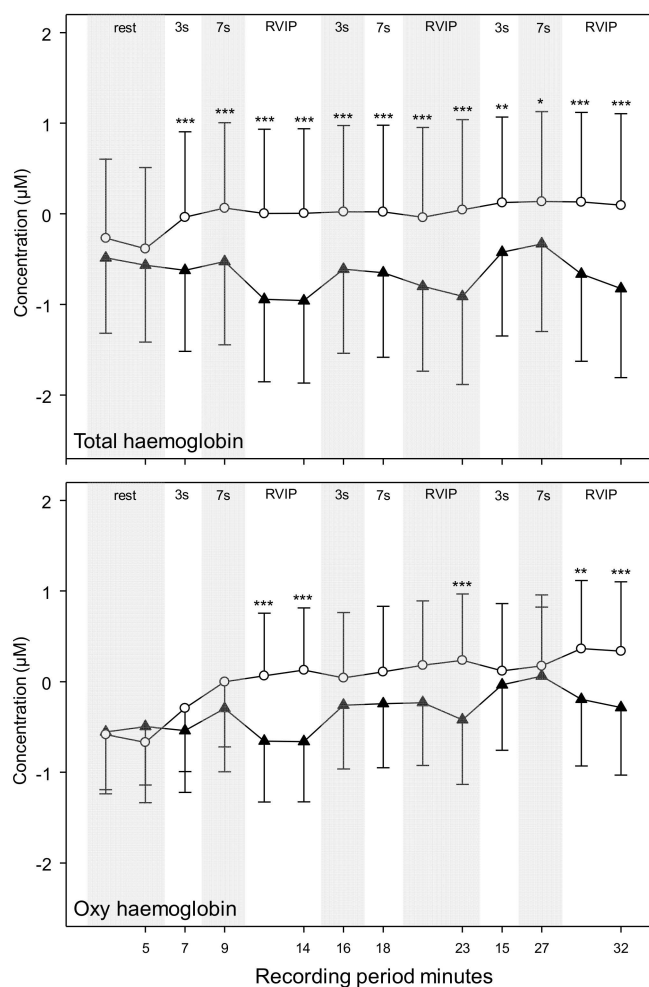 2
rest 3s 7s RVIP 3s 7s RVIP 3s 7s RVIP
1
*** *** *** *** *** *** *** *** ** * *** ***
0
-1
-2
Concentration (µM)
Total haemoglobin
2
rest 3s 7s RVIP 3s 7s RVIP 3s 7s RVIP
1
*** *** *** ** ***
0
-1
-2
Concentration (µM)
Oxy haemoglobin
5 7 9 14 16 18 23 15 27 32
Recording period minutes